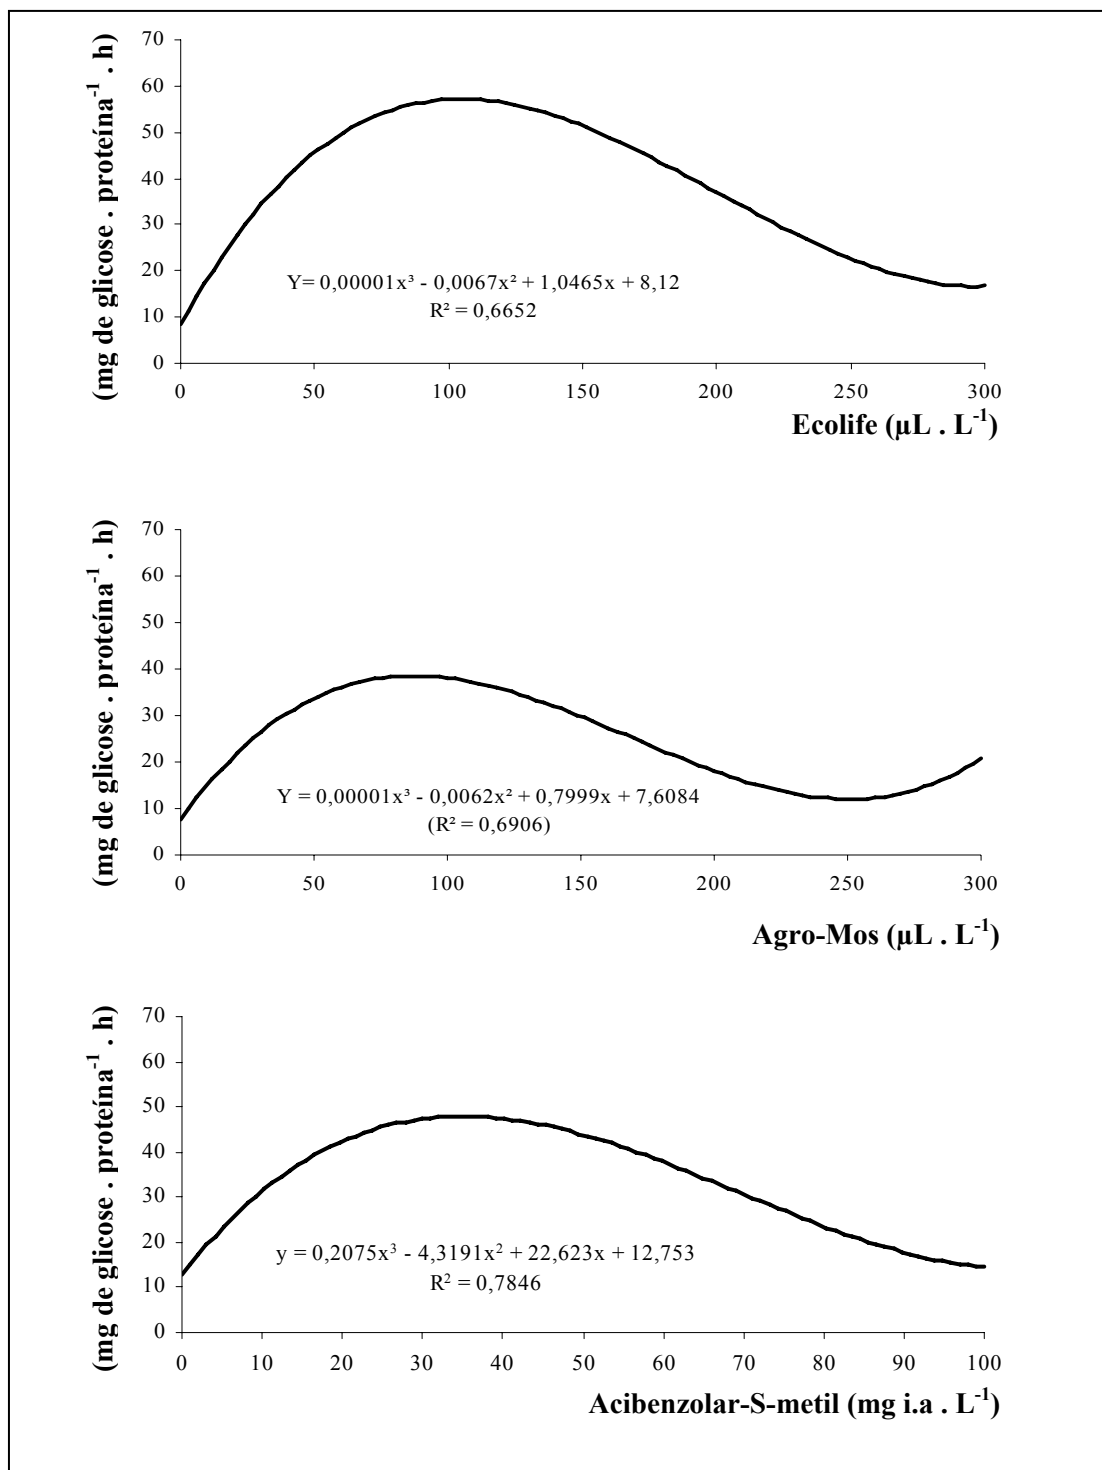 (mg de glicose . proteína⁻¹ . h)
70
60
50
40
30
20
10
0
Y= 0,00001x³ - 0,0067x² + 1,0465x + 8,12
R² = 0,6652
0 50 100 150 200 250 300
Ecolife (µL . L⁻¹)
(mg de glicose . proteína⁻¹ . h)
70
60
50
40
30
20
10
0
Y = 0,00001x³ - 0,0062x² + 0,7999x + 7,6084
(R² = 0,6906)
0 50 100 150 200 250 300
Agro-Mos (µL . L⁻¹)
(mg de glicose . proteína⁻¹ . h)
70
60
50
40
30
20
10
0
y = 0,2075x³ - 4,3191x² + 22,623x + 12,753
R² = 0,7846
0 10 20 30 40 50 60 70 80 90 100
Acibenzolar-S-metil (mg i.a . L⁻¹)